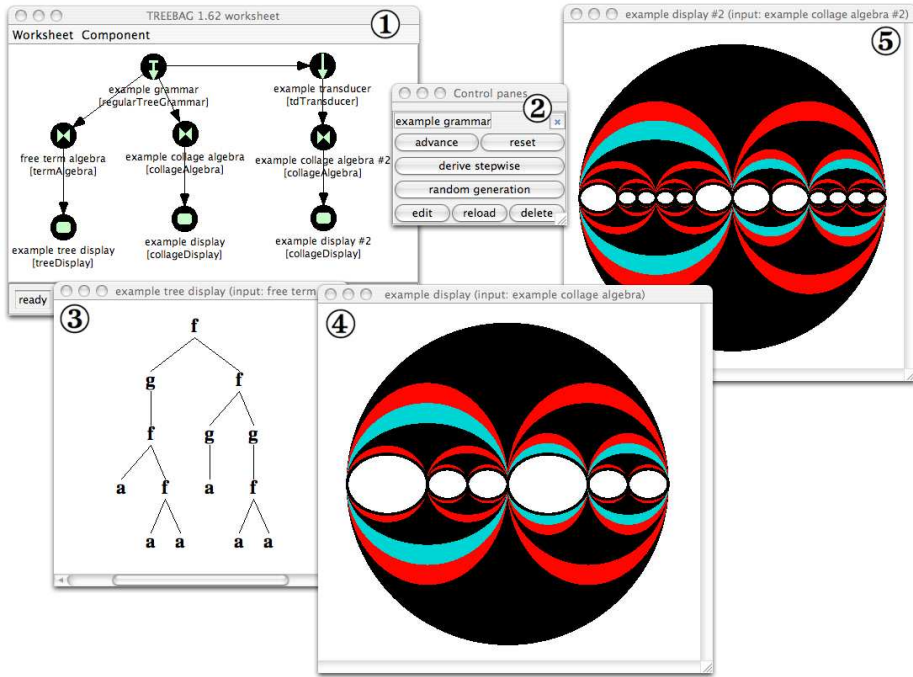 TREEBAG 1.62 worksheet
①
Worksheet Component
example grammar
[regularTreeGrammar]
example transducer
[tdTransducer]
free term algebra
[termAlgebra]
example collage algebra
[collageAlgebra]
example collage algebra #2
[collageAlgebra]
example tree display
[treeDisplay]
example display
[collageDisplay]
example display #2
[collageDisplay]
ready
Control panes
②
example grammar
advance reset
derive stepwise
random generation
edit reload delete
example display #2 (input: example collage algebra #2)
⑤
example tree display (input: free term
③
f
g f
f g g
a f a f
a a a a
example display (input: example collage algebra)
④